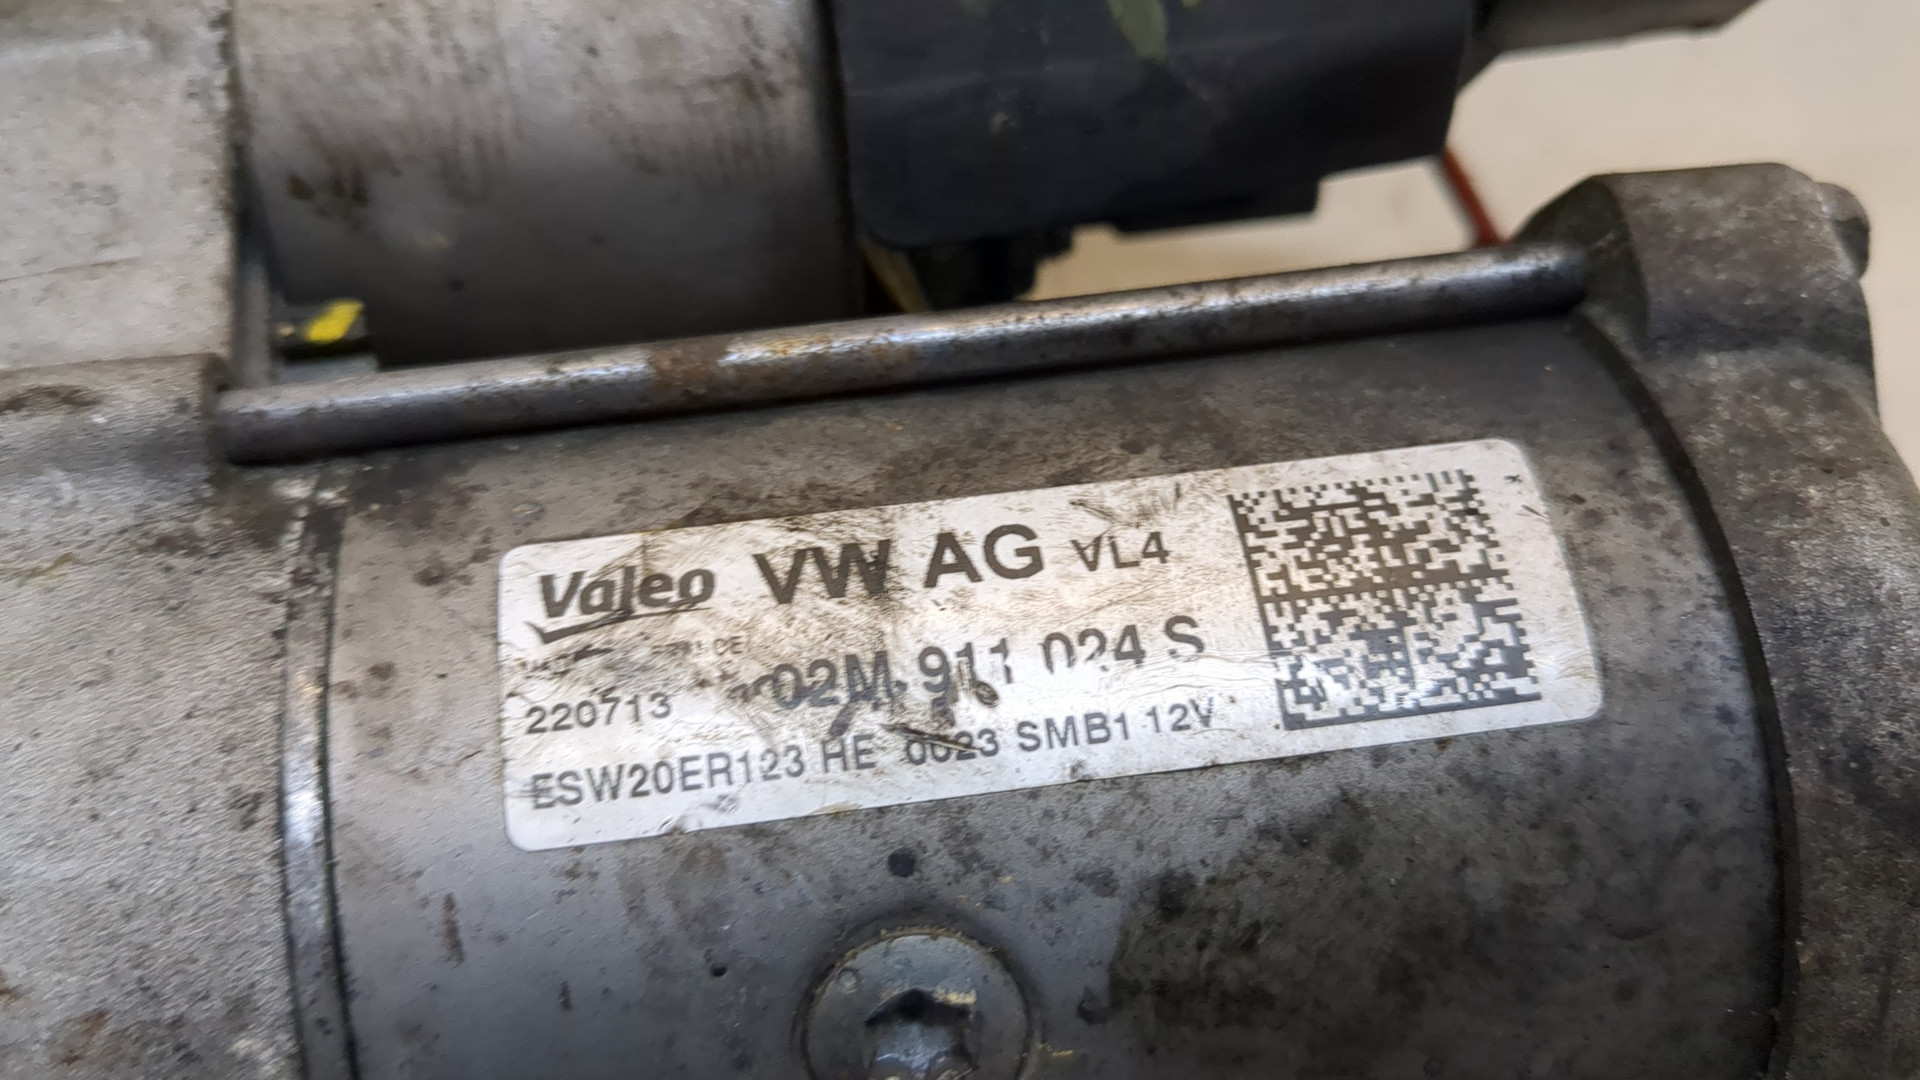 Valeo VW AG VL4
02M 911 024 S
220713
ESW20ER123 HE 0023 SMB1 12V